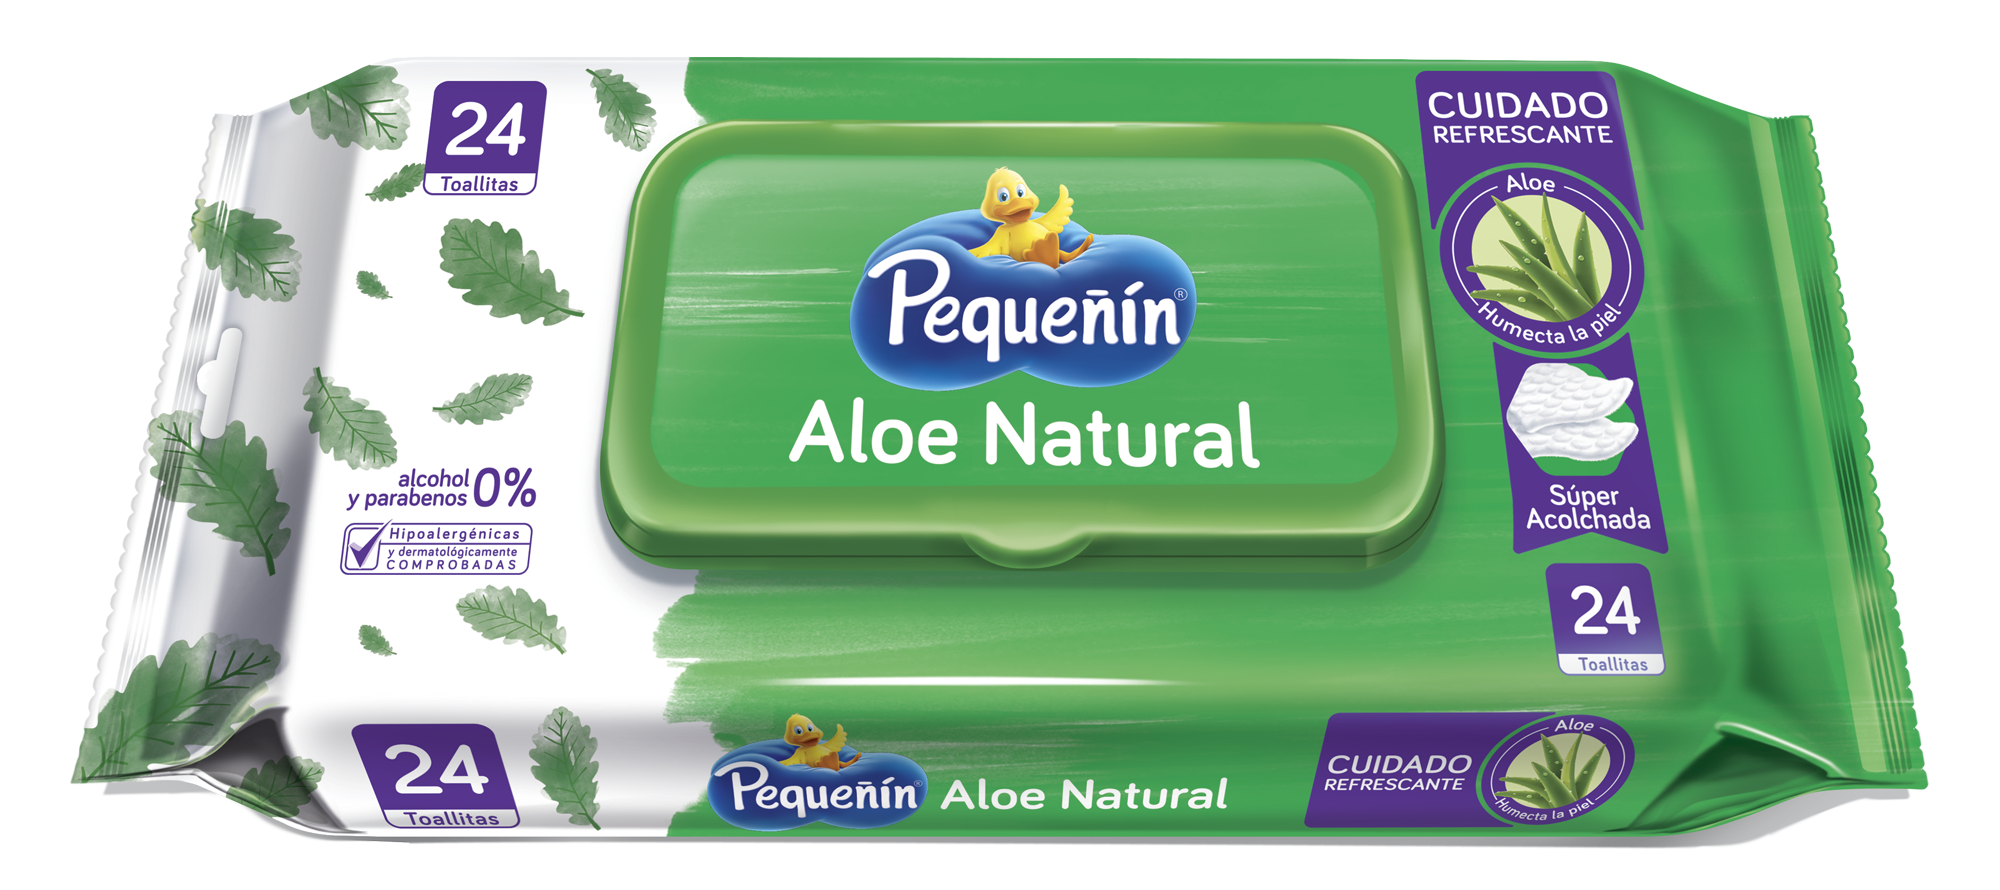 24
Toallitas
alcohol
y parabenos 0%
Hipoalergénicas
y dermatológicamente
COMPROBADAS
Pequeñín®
Aloe Natural
CUIDADO
REFRESCANTE
Aloe
Humecta la piel
Súper
Acolchada
24
Toallitas
24
Toallitas
Pequeñín®
Aloe Natural
CUIDADO
REFRESCANTE
Aloe
Humecta la piel